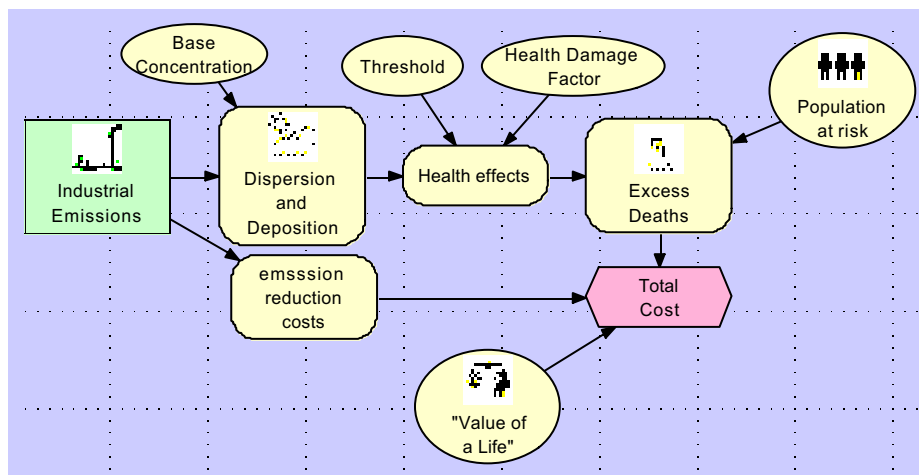 Base
Concentration
Threshold
Health Damage
Factor
Population
at risk
Industrial
Emissions
Dispersion
and
Deposition
Health effects
Excess
Deaths
emsssion
reduction
costs
Total
Cost
"Value of
a Life"